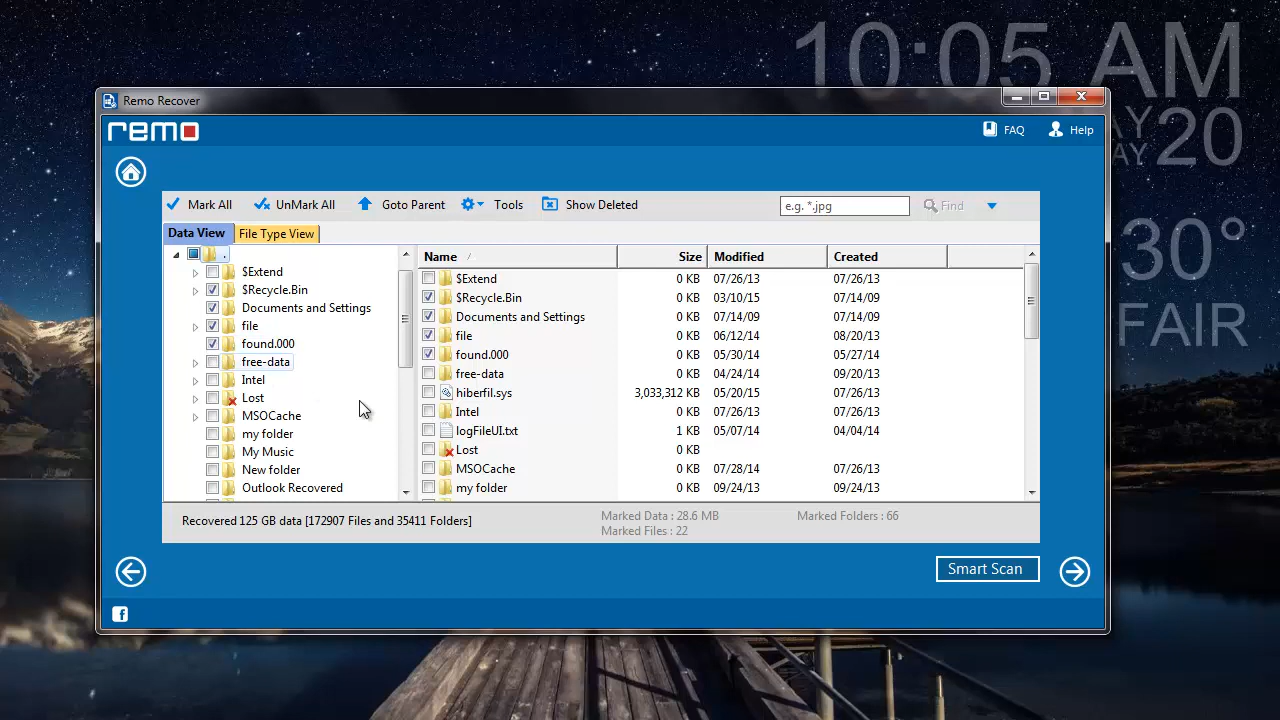 10:05 AM
AY
AY 20
30°
FAIR
Remo Recover
remo
FAQ
Help
Mark All
UnMark All
Goto Parent
Tools
Show Deleted
e.g. *.jpg
Find
Data View
File Type View
.
$Extend
$Recycle.Bin
Documents and Settings
file
found.000
free-data
Intel
Lost
MSOCache
my folder
My Music
New folder
Outlook Recovered
Name Size Modified Created
$Extend 0 KB 07/26/13 07/26/13
$Recycle.Bin 0 KB 03/10/15 07/14/09
Documents and Settings 0 KB 07/14/09 07/14/09
file 0 KB 06/12/14 08/20/13
found.000 0 KB 05/30/14 05/27/14
free-data 0 KB 04/24/14 09/20/13
hiberfil.sys 3,033,312 KB 05/20/15 07/26/13
Intel 0 KB 07/26/13 07/26/13
logFileUI.txt 1 KB 05/07/14 04/04/14
Lost 0 KB
MSOCache 0 KB 07/28/14 07/26/13
my folder 0 KB 09/24/13 09/24/13
Recovered 125 GB data [172907 Files and 35411 Folders]
Marked Data : 28.6 MB
Marked Folders : 66
Marked Files : 22
Smart Scan
f